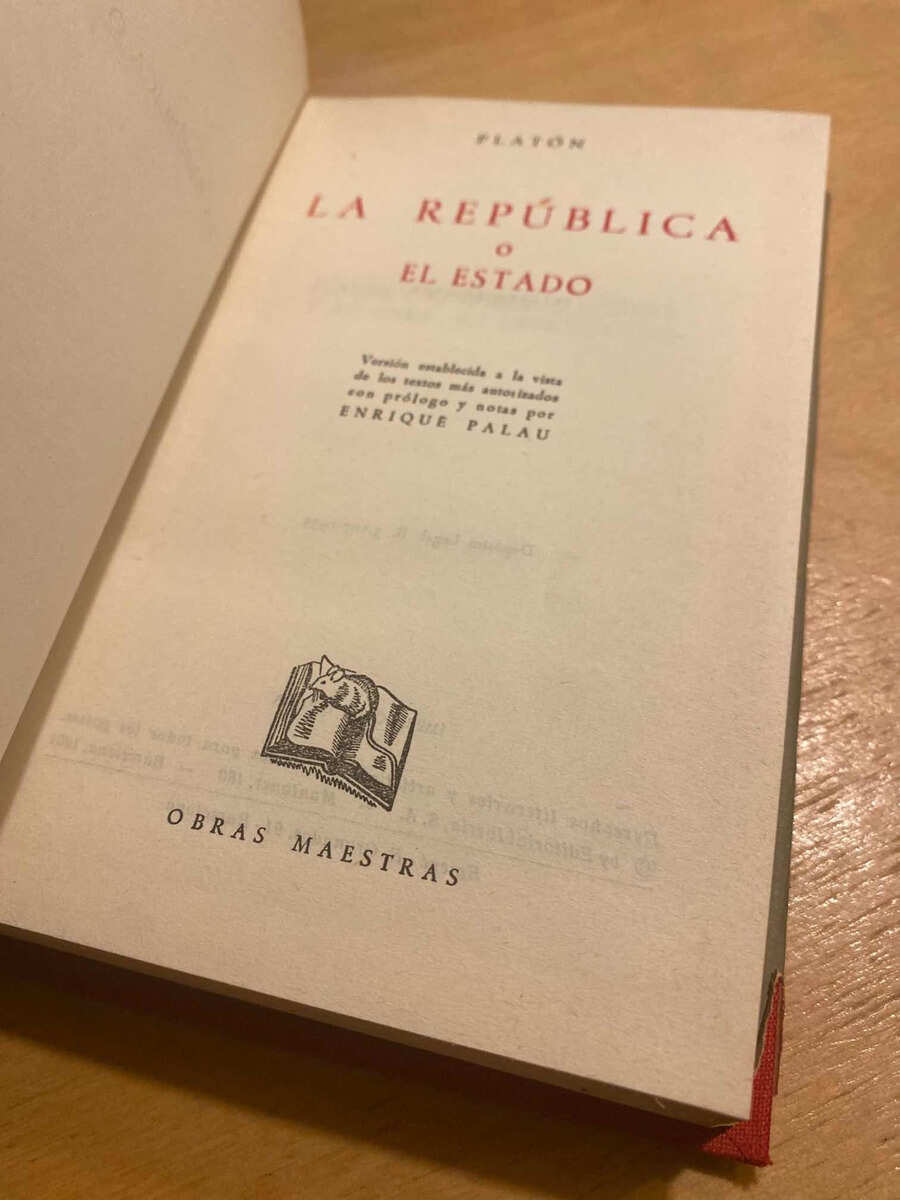 PLATÓN
LA REPÚBLICA
O
EL ESTADO
Versión establecida a la vista
de los textos más autorizados
con prólogo y notas por
ENRIQUE PALAU
OBRAS MAESTRAS